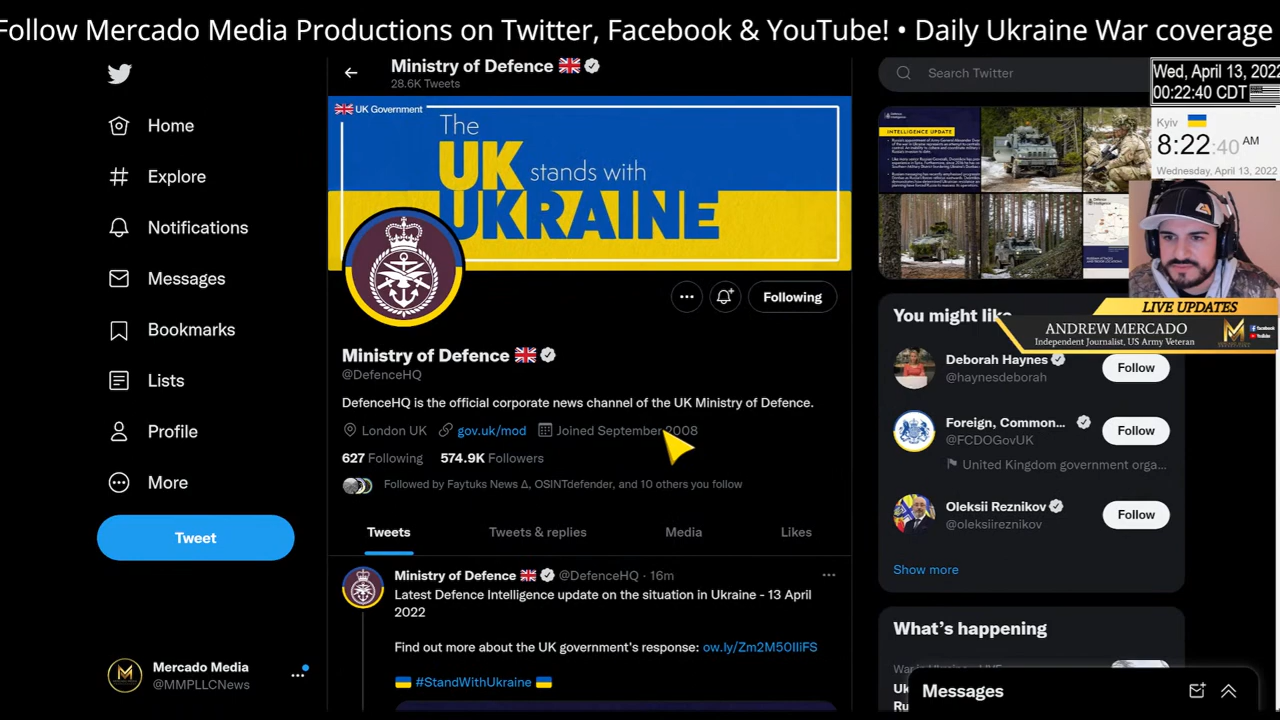 Follow Mercado Media Productions on Twitter, Facebook & YouTube! • Daily Ukraine War coverage
Ministry of Defence
28.6K Tweets
Search Twitter
Wed, April 13, 2022
00:22:40 CDT
Kyiv
8:22:40 AM
Wednesday, April 13, 2022
UK Government
The
UK stands with
UKRAINE
Home
Explore
Notifications
Messages
Bookmarks
Lists
Profile
More
Tweet
Following
Ministry of Defence
@DefenceHQ
DefenceHQ is the official corporate news channel of the UK Ministry of Defence.
London UK gov.uk/mod Joined September 2008
627 Following 574.9K Followers
Followed by Faytuks News Δ, OSINTdefender, and 10 others you follow
Tweets Tweets & replies Media Likes
Ministry of Defence @DefenceHQ · 16m
Latest Defence Intelligence update on the situation in Ukraine - 13 April
2022
Find out more about the UK government's response: ow.ly/Zm2M50IIiFS
#StandWithUkraine
INTELLIGENCE UPDATE
LIVE UPDATES
ANDREW MERCADO
Independent Journalist, US Army Veteran
facebook
YouTube
You might like
Deborah Haynes
@haynesdeborah
Follow
Foreign, Common...
@FCDOGovUK
Follow
United Kingdom government orga...
Oleksii Reznikov
@oleksiireznikov
Follow
Show more
What's happening
Messages
Mercado Media
@MMPLLCNews